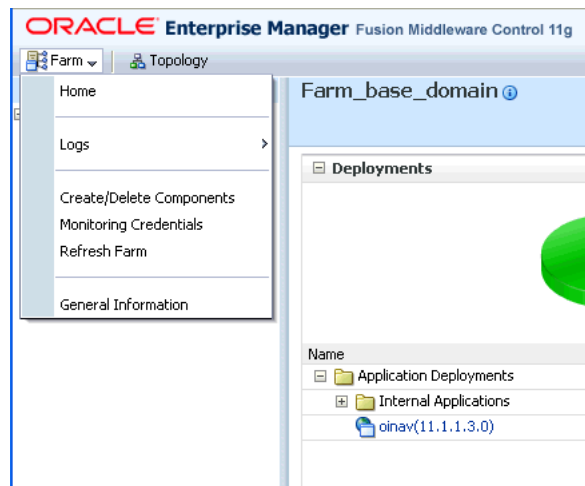 ORACLE Enterprise Manager Fusion Middleware Control 11g
Farm Topology
Home
Logs
Create/Delete Components
Monitoring Credentials
Refresh Farm
General Information
Farm_base_domain
Deployments
Name
Application Deployments
Internal Applications
oinav(11.1.1.3.0)